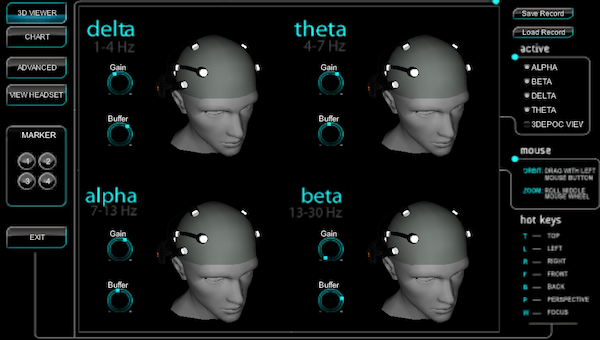 3D VIEWER
CHART
ADVANCED
VIEW HEADSET
MARKER
EXIT
delta
1-4 Hz
Gain
Buffer
theta
4-7 Hz
Gain
Buffer
alpha
7-13 Hz
Gain
Buffer
beta
13-30 Hz
Gain
Buffer
Save Record
Load Record
active
ALPHA
BETA
DELTA
THETA
3DEPOC VIEW
mouse
ORBIT: DRAG WITH LEFT
MOUSE BUTTON
ZOOM: ROLL MIDDLE
MOUSE WHEEL
hot keys
T — TOP
L — LEFT
R — RIGHT
F — FRONT
B — BACK
P — PERSPECTIVE
FOCUS